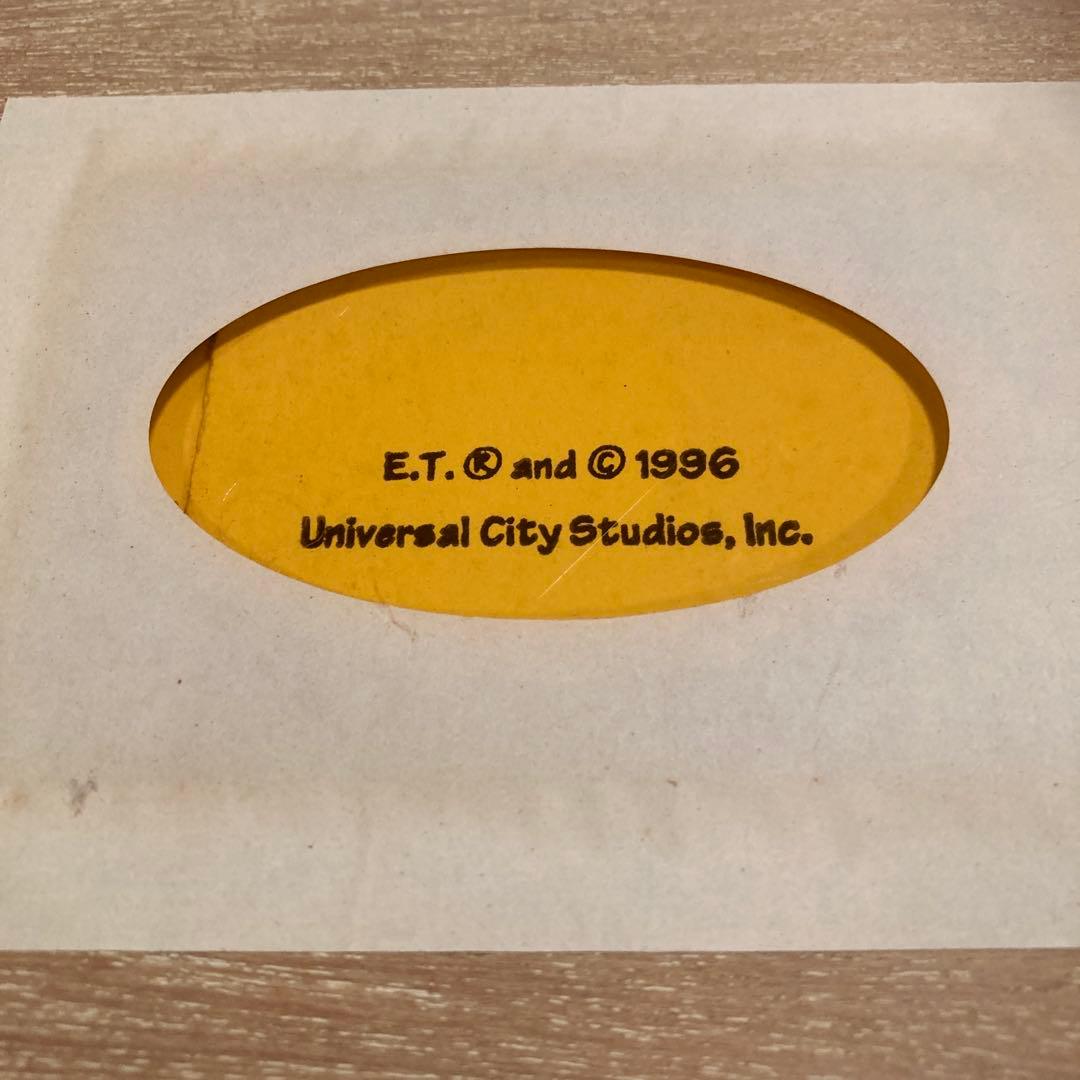 E.T. ® and © 1996
Universal City Studios, Inc.